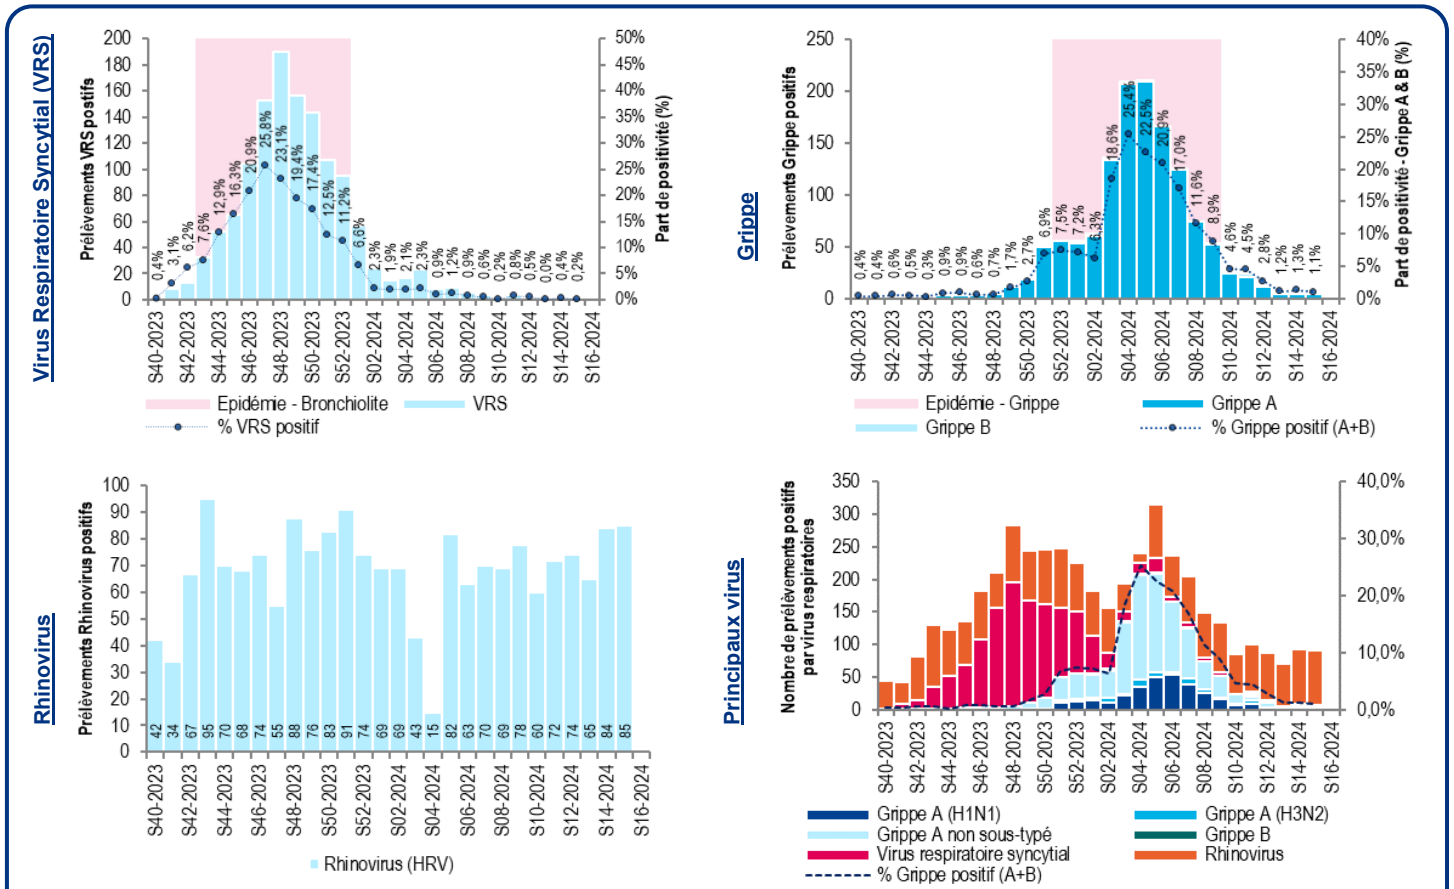 Virus Respiratoire Syncytial (VRS)
Prélèvements VRS postifs
200
180
160
140
120
100
80
60
40
20
0
0,4%
3,1%
6,2%
7,6%
12,9%
16,3%
20,9%
25,8%
23,1%
19,4%
17,4%
12,5%
11,2%
6,6%
2,3%
1,9%
2,1%
2,3%
0,9%
1,2%
0,9%
0,6%
0,2%
0,8%
0,5%
0,0%
0,4%
0,2%
50%
45%
40%
35%
30%
25%
20%
15%
10%
5%
0%
Part de positivité (%)
S40-2023
S42-2023
S44-2023
S46-2023
S48-2023
S50-2023
S52-2023
S02-2024
S04-2024
S06-2024
S08-2024
S10-2024
S12-2024
S14-2024
S16-2024
Epidémie - Bronchiolite
VRS
% VRS positif
Grippe
Prélevements Grippe positifs
250
200
150
100
50
0
0,4%
0,4%
0,6%
0,5%
0,3%
0,9%
0,9%
0,6%
0,7%
1,7%
2,7%
6,9%
7,5%
7,2%
6,3%
18,6%
25,4%
22,5%
20,9%
17,0%
11,6%
8,9%
4,6%
4,5%
2,8%
1,2%
1,3%
1,1%
40%
35%
30%
25%
20%
15%
10%
5%
0%
Part de positivité - Grippe A & B (%)
S40-2023
S42-2023
S44-2023
S46-2023
S48-2023
S50-2023
S52-2023
S02-2024
S04-2024
S06-2024
S08-2024
S10-2024
S12-2024
S14-2024
S16-2024
Epidémie - Grippe
Grippe A
Grippe B
% Grippe positif (A+B)
Rhinovirus
Prélèvements Rhinovirus positifs
100
90
80
70
60
50
40
30
20
10
0
42
34
67
95
70
68
74
55
88
76
83
91
74
69
69
43
15
82
63
70
69
78
60
72
74
65
84
85
S40-2023
S42-2023
S44-2023
S46-2023
S48-2023
S50-2023
S52-2023
S02-2024
S04-2024
S06-2024
S08-2024
S10-2024
S12-2024
S14-2024
S16-2024
Rhinovirus (HRV)
Principaux virus
Nombre de prélèvements positifs
par virus respiratoires
350
300
250
200
150
100
50
0
40,0%
30,0%
20,0%
10,0%
0,0%
S40-2023
S42-2023
S44-2023
S46-2023
S48-2023
S50-2023
S52-2023
S02-2024
S04-2024
S06-2024
S08-2024
S10-2024
S12-2024
S14-2024
S16-2024
Grippe A (H1N1)
Grippe A (H3N2)
Grippe A non sous-typé
Grippe B
Virus respiratoire syncytial
Rhinovirus
% Grippe positif (A+B)